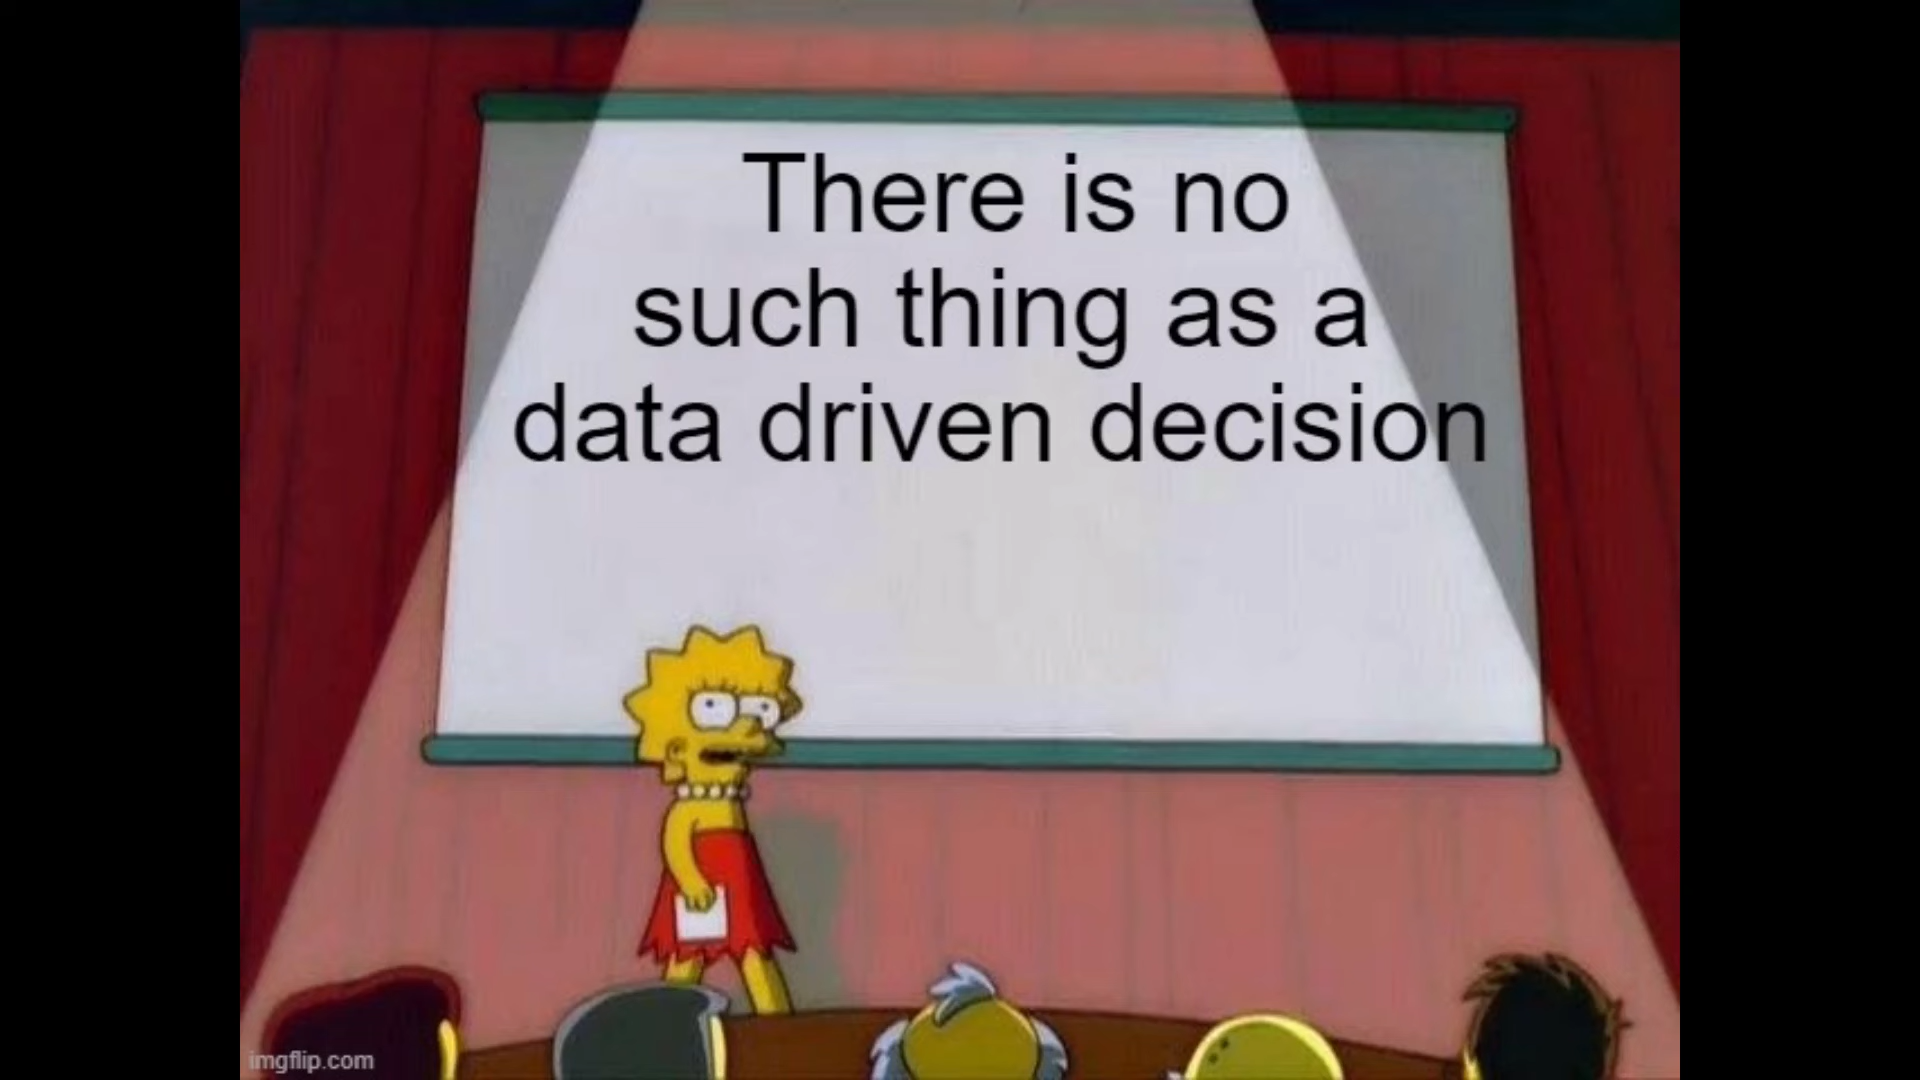 There is no
such thing as a
data driven decision
imgflip.com